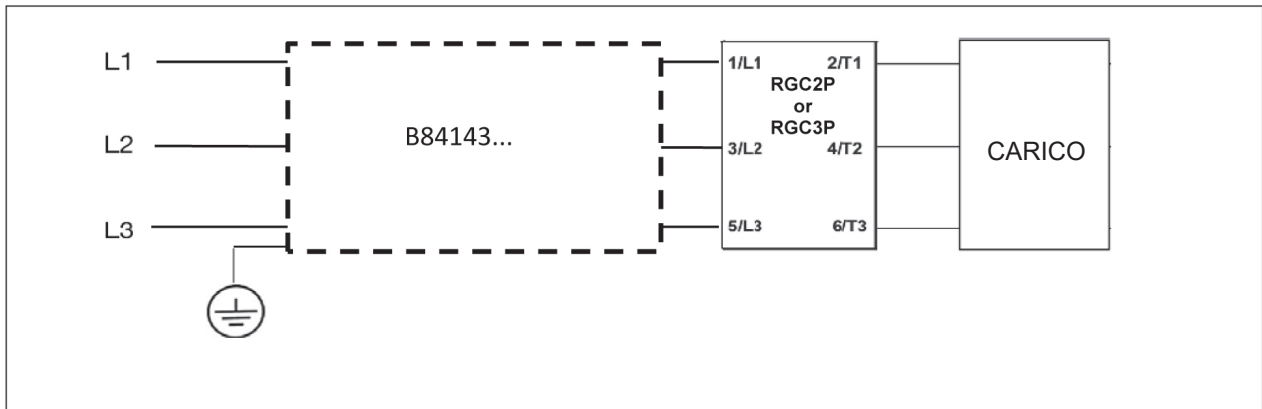 L1
1/L1 2/T1
RGC2P
or
RGC3P
B84143...
L2
3/L2 4/T2
CARICO
L3
5/L3 6/T3